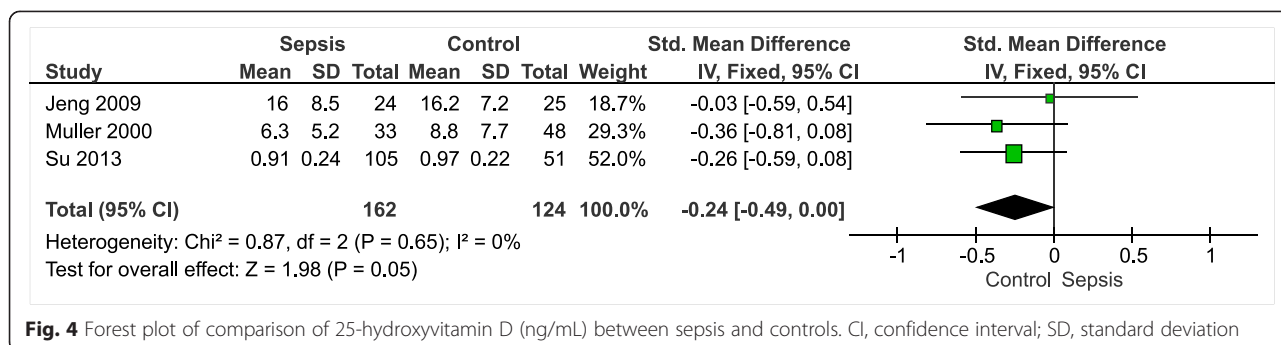 Sepsis Control Std. Mean Difference Std. Mean Difference
Study Mean SD Total Mean SD Total Weight IV, Fixed, 95% CI IV, Fixed, 95% CI
Jeng 2009 16 8.5 24 16.2 7.2 25 18.7% -0.03 [-0.59, 0.54]
Muller 2000 6.3 5.2 33 8.8 7.7 48 29.3% -0.36 [-0.81, 0.08]
Su 2013 0.91 0.24 105 0.97 0.22 51 52.0% -0.26 [-0.59, 0.08]
Total (95% CI) 162 124 100.0% -0.24 [-0.49, 0.00]
Heterogeneity: Chi² = 0.87, df = 2 (P = 0.65); I² = 0%
Test for overall effect: Z = 1.98 (P = 0.05)
-1 -0.5 0 0.5 1
Control Sepsis
Fig. 4 Forest plot of comparison of 25-hydroxyvitamin D (ng/mL) between sepsis and controls. CI, confidence interval; SD, standard deviation